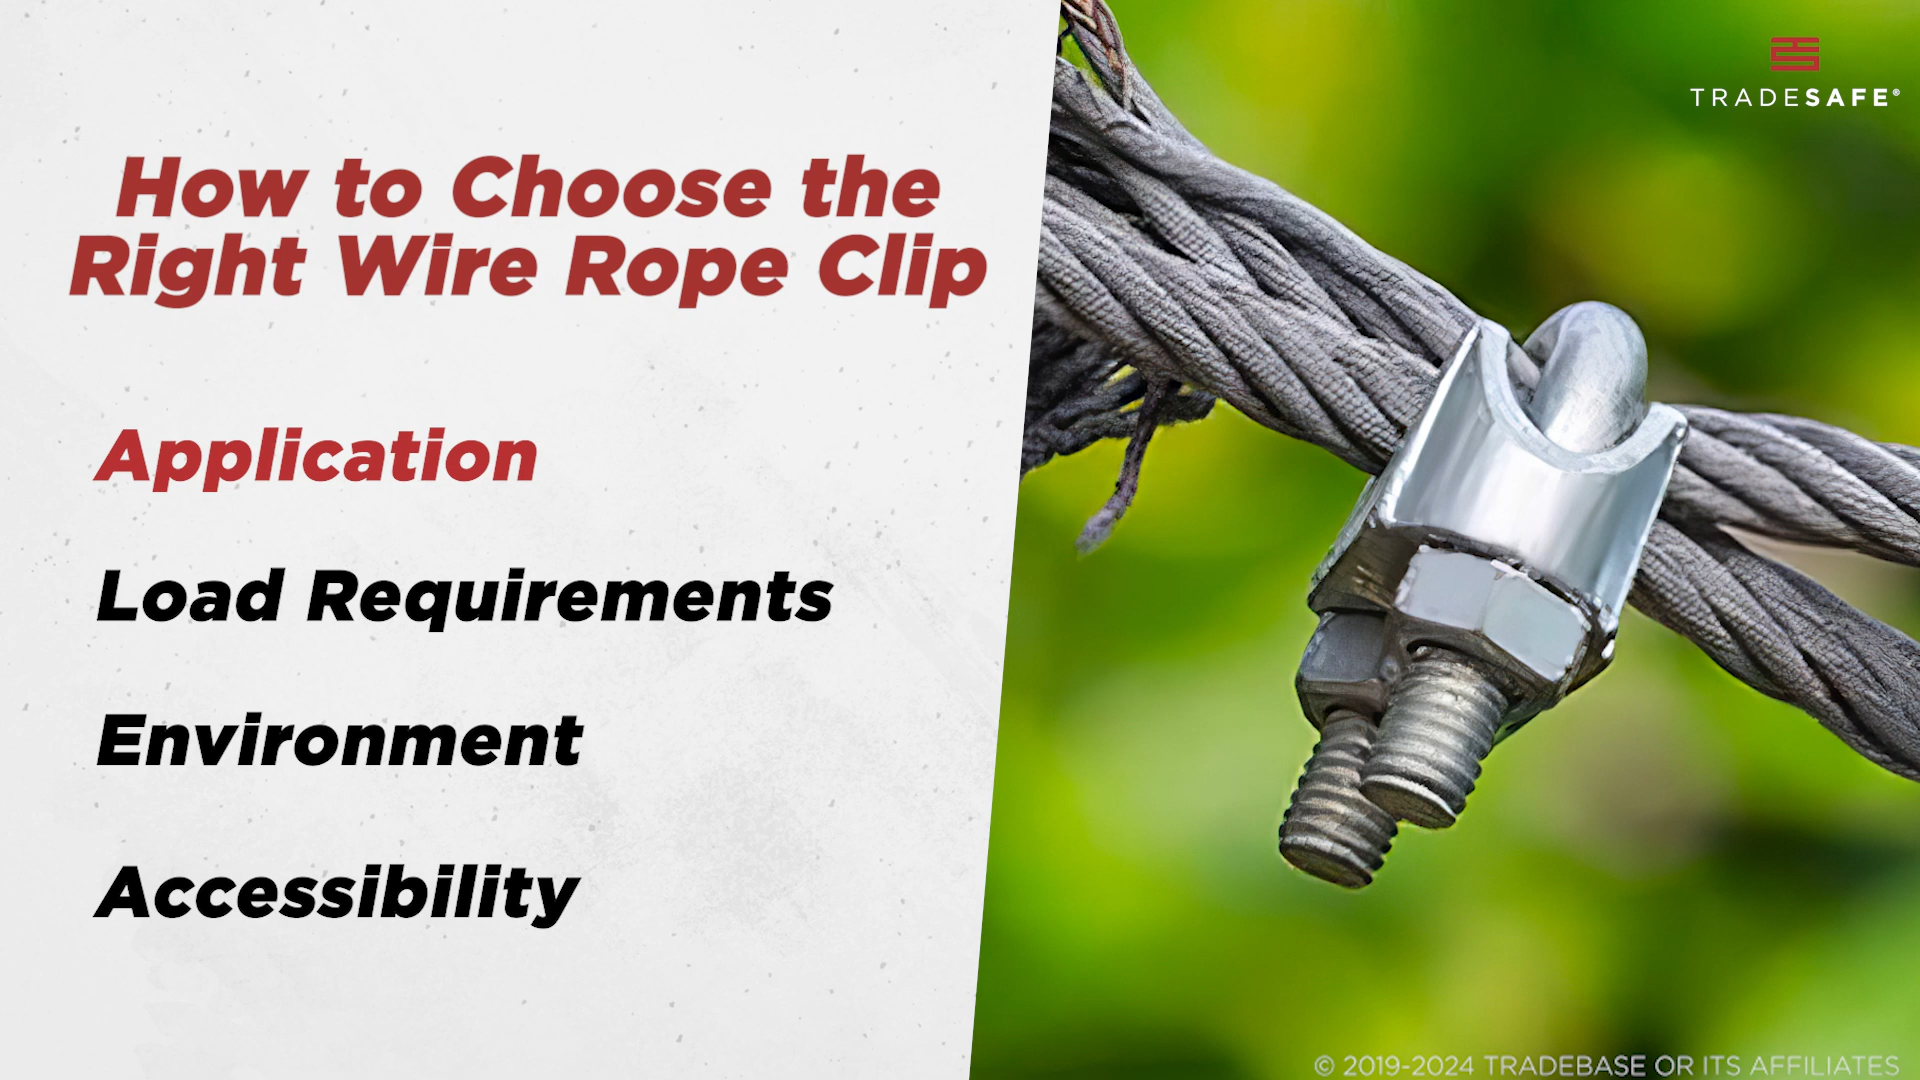 How to Choose the
Right Wire Rope Clip
Application
Load Requirements
Environment
Accessibility
TRADESAFE®
© 2019-2024 TRADEBASE OR ITS AFFILIATES